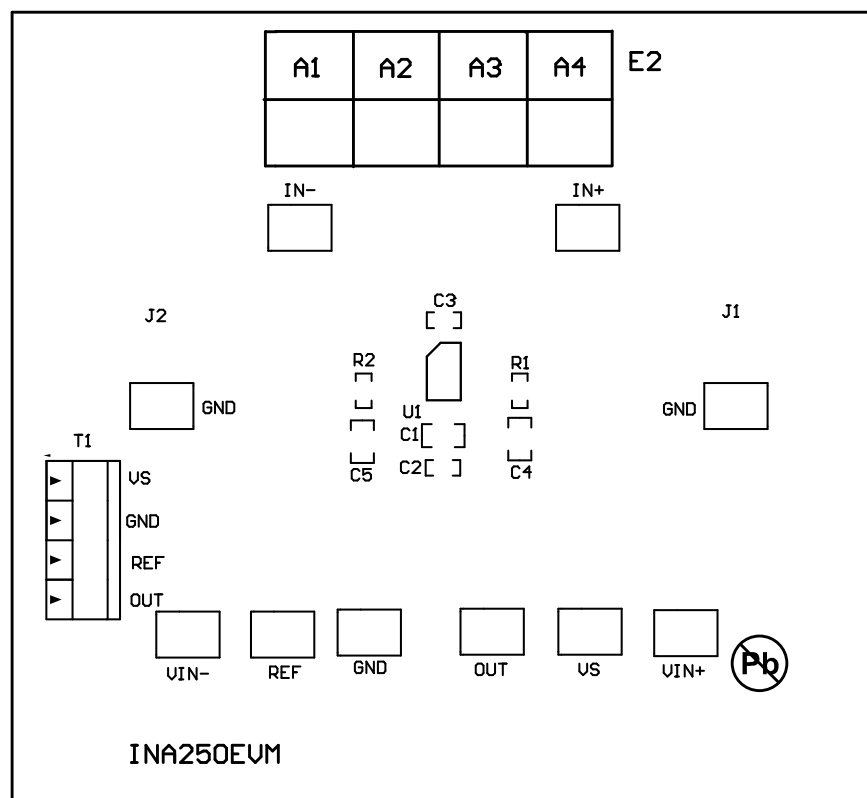 A1 A2 A3 A4 E2
IN- IN+
C3
J2 J1
R2 R1
GND U1 GND
T1 C1
C5 C2 C4
VS
GND
REF
OUT
VIN- REF GND OUT VS VIN+ Pb
INA250EVM